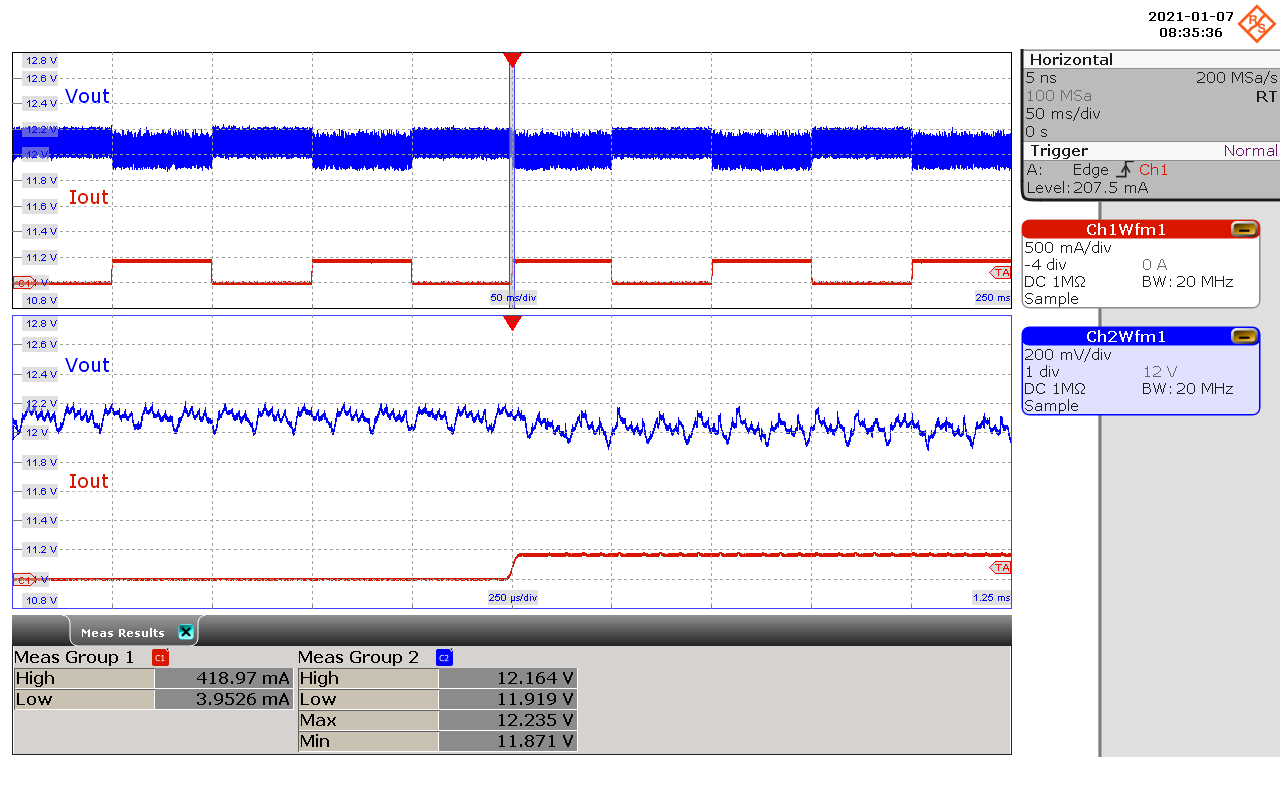 2021-01-07
08:35:36
R&S
12.8 V
12.6 V
Vout
12.4 V
12.2 V
12 V
11.8 V
Iout
11.6 V
11.4 V
11.2 V
C1
TA
10.8 V
50 ms/div
250 ms
12.8 V
12.6 V
Vout
12.4 V
12.2 V
12 V
11.8 V
Iout
11.6 V
11.4 V
11.2 V
TA
C1
10.8 V
250 µs/div
1.25 ms
Horizontal
5 ns 200 MSa/s
100 MSa RT
50 ms/div
0 s
Trigger Normal
A: Edge Ch1
Level: 207.5 mA
Ch1Wfm1
500 mA/div
-4 div 0 A
DC 1MΩ BW: 20 MHz
Sample
Ch2Wfm1
200 mV/div
1 div 12 V
DC 1MΩ BW: 20 MHz
Sample
Meas Results
Meas Group 1 C1 Meas Group 2 C2
High 418.97 mA High 12.164 V
Low 3.9526 mA Low 11.919 V
Max 12.235 V
Min 11.871 V